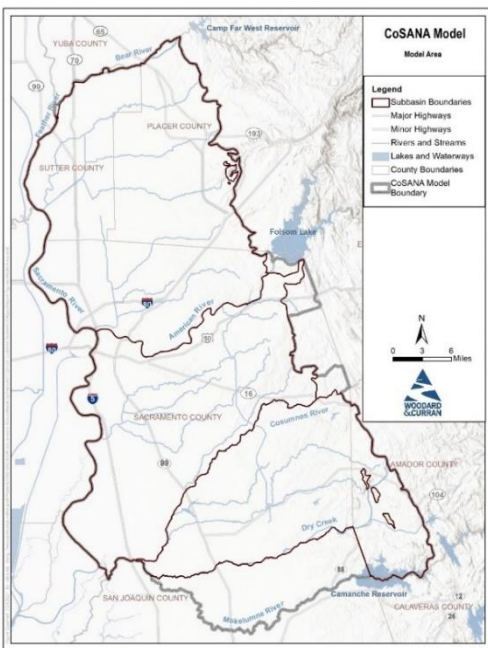 CoSANA Model
Model Area
Legend
Subbasin Boundaries
Major Highways
Minor Highways
Rivers and Streams
Lakes and Waterways
County Boundaries
CoSANA Model
Boundary
N
0 3 6
Miles
WOODARD
&CURRAN
Camp Far West Reservoir
YUBA COUNTY
65
70
Bear River
99
Feather River
PLACER COUNTY
193
SUTTER COUNTY
Folsom Lake
Sacramento River
80
American River
50
80
5
16
SACRAMENTO COUNTY
Cosumnes River
99
AMADOR COUNTY
104
Dry Creek
88
SAN JOAQUIN COUNTY
Camanche Reservoir
Mokelumne River
CALAVERAS COUNTY
12
26